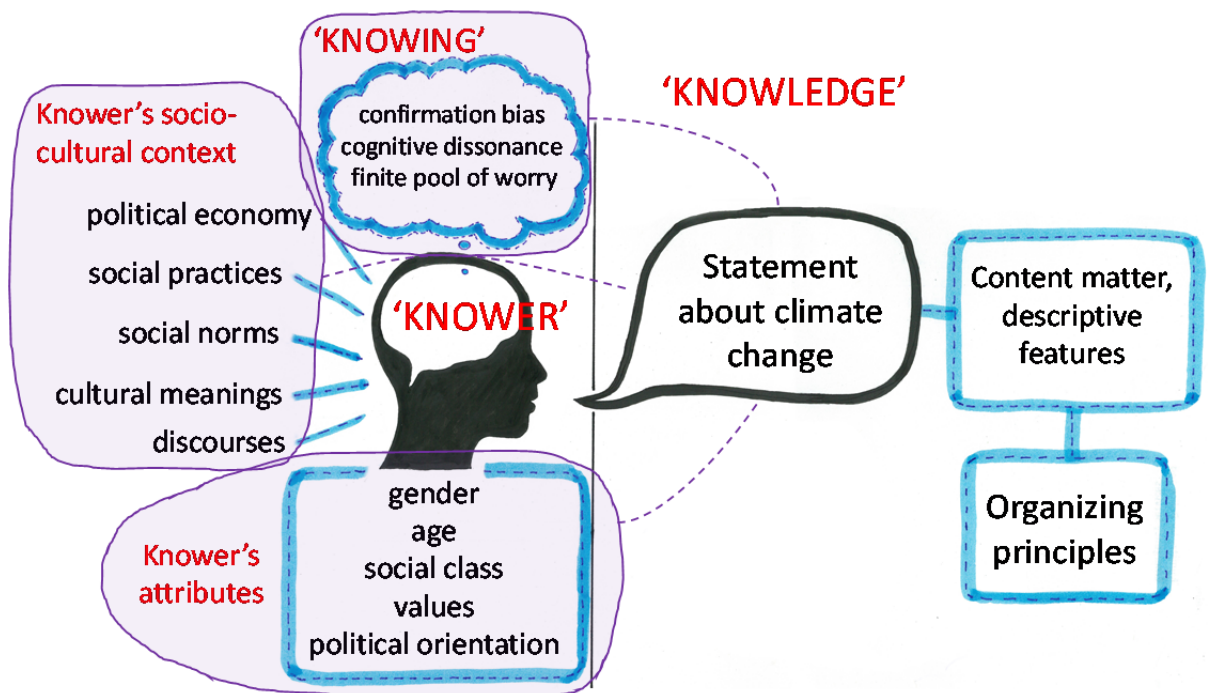 ‘KNOWING’
confirmation bias
cognitive dissonance
finite pool of worry
‘KNOWLEDGE’
Knower’s socio-
cultural context
political economy
social practices
social norms
cultural meanings
discourses
‘KNOWER’
Statement
about climate
change
Content matter,
descriptive
features
Organizing
principles
Knower’s
attributes
gender
age
social class
values
political orientation